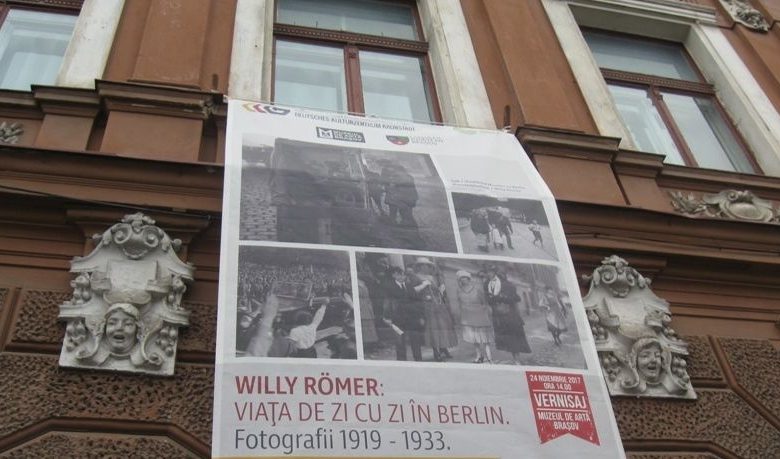 DEUTSCHES KULTURZENTRUM KRONSTADT
WILLY RÖMER:
VIAȚA DE ZI CU ZI ÎN BERLIN.
Fotografii 1919 - 1933.
24 NOIEMBRIE 2017
ORA 14.00
VERNISAJ
MUZEUL DE ARTĂ
BRAȘOV